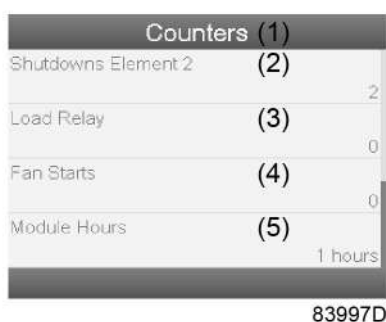 Counters (1)
Shutdowns Element 2 (2)
2
Load Relay (3)
0
Fan Starts (4)
0
Module Hours (5)
1 hours
83997D